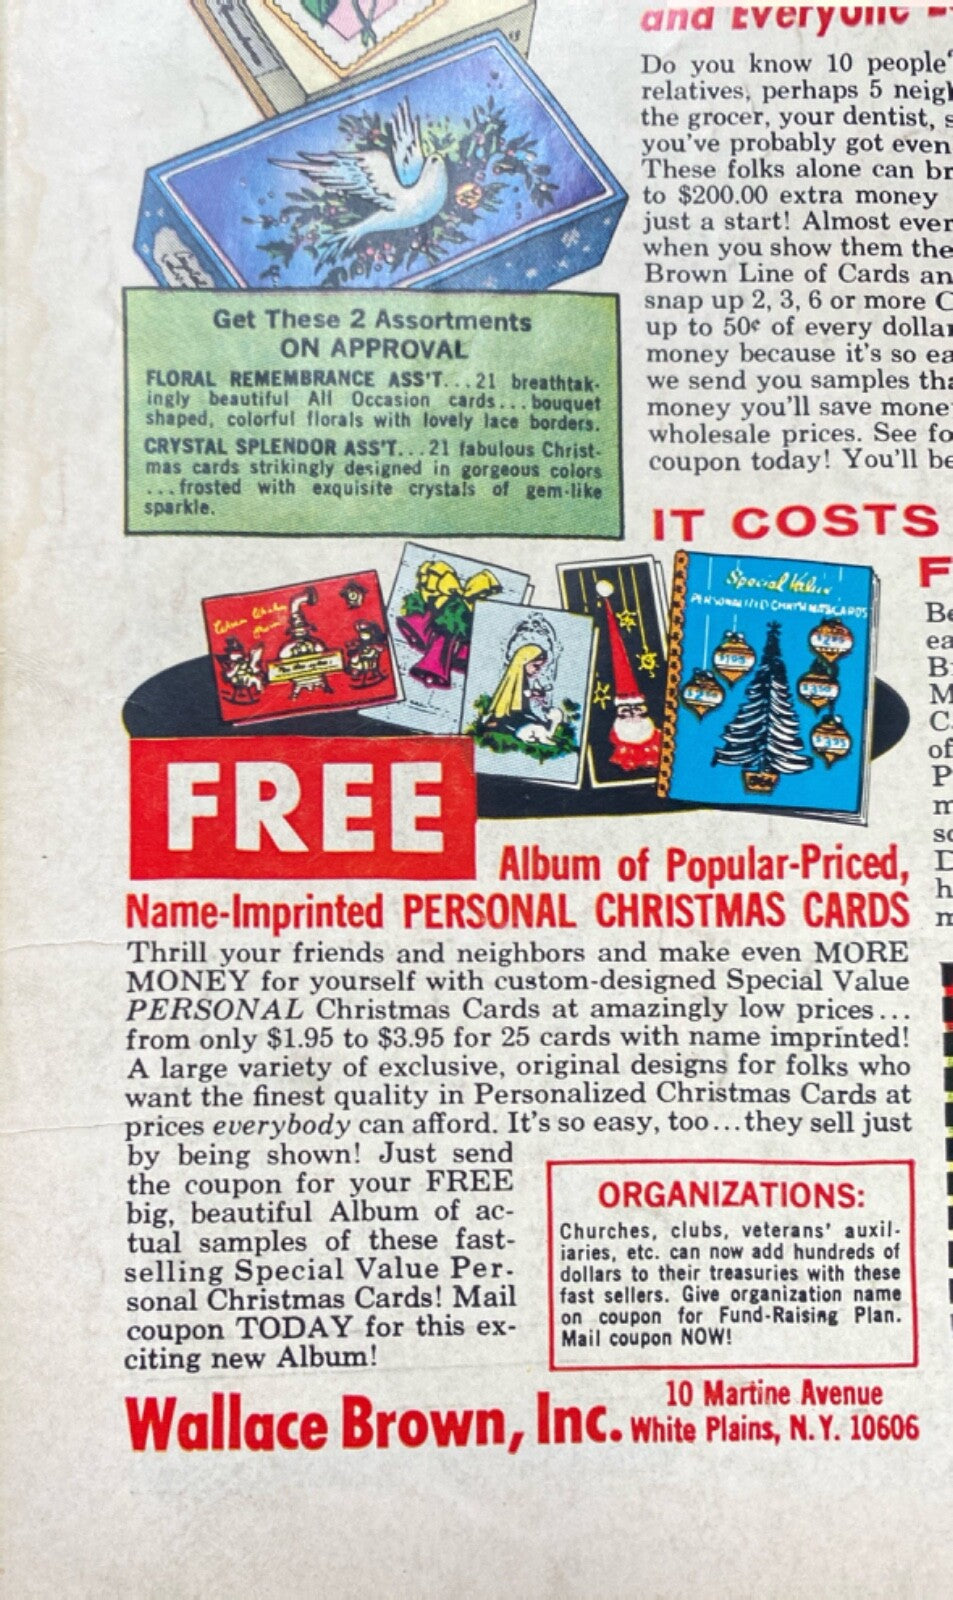 and Everyone
Do you know 10 people?
relatives, perhaps 5
the grocer, your dentist,
you've probably got even
These folks alone can
to $200.00 extra money
just a start! Almost
when you show them the
Brown Line of Cards
snap up 2, 3, 6 or more
up to 50¢ of every
money because it's so
we send you samples
money you'll save
wholesale prices. See
coupon today! You'll
IT COSTS
Get These 2 Assortments
ON APPROVAL
FLORAL REMEMBRANCE ASS'T...21 breathtak-
ingly beautiful All Occasion cards...bouquet
shaped, colorful florals with lovely lace borders.
CRYSTAL SPLENDOR ASS'T...21 fabulous Christ-
mas cards strikingly designed in gorgeous colors
...frosted with exquisite crystals of gem-like
sparkle.
Special Value
PERSONALIZED CHRISTMAS CARDS
$1.95
$3.95
FREE
Album of Popular-Priced,
Name-Imprinted PERSONAL CHRISTMAS CARDS
Thrill your friends and neighbors and make even MORE
MONEY for yourself with custom-designed Special Value
PERSONAL Christmas Cards at amazingly low prices...
from only $1.95 to $3.95 for 25 cards with name imprinted!
A large variety of exclusive, original designs for folks who
want the finest quality in Personalized Christmas Cards at
prices everybody can afford. It's so easy, too...they sell just
by being shown! Just send
the coupon for your FREE
big, beautiful Album of ac-
tual samples of these fast-
selling Special Value Per-
sonal Christmas Cards! Mail
coupon TODAY for this ex-
citing new Album!
ORGANIZATIONS:
Churches, clubs, veterans' auxil-
iaries, etc. can now add hundreds of
dollars to their treasuries with these
fast sellers. Give organization name
on coupon for Fund-Raising Plan.
Mail coupon NOW!
Wallace Brown, Inc.
10 Martine Avenue
White Plains, N.Y. 10606